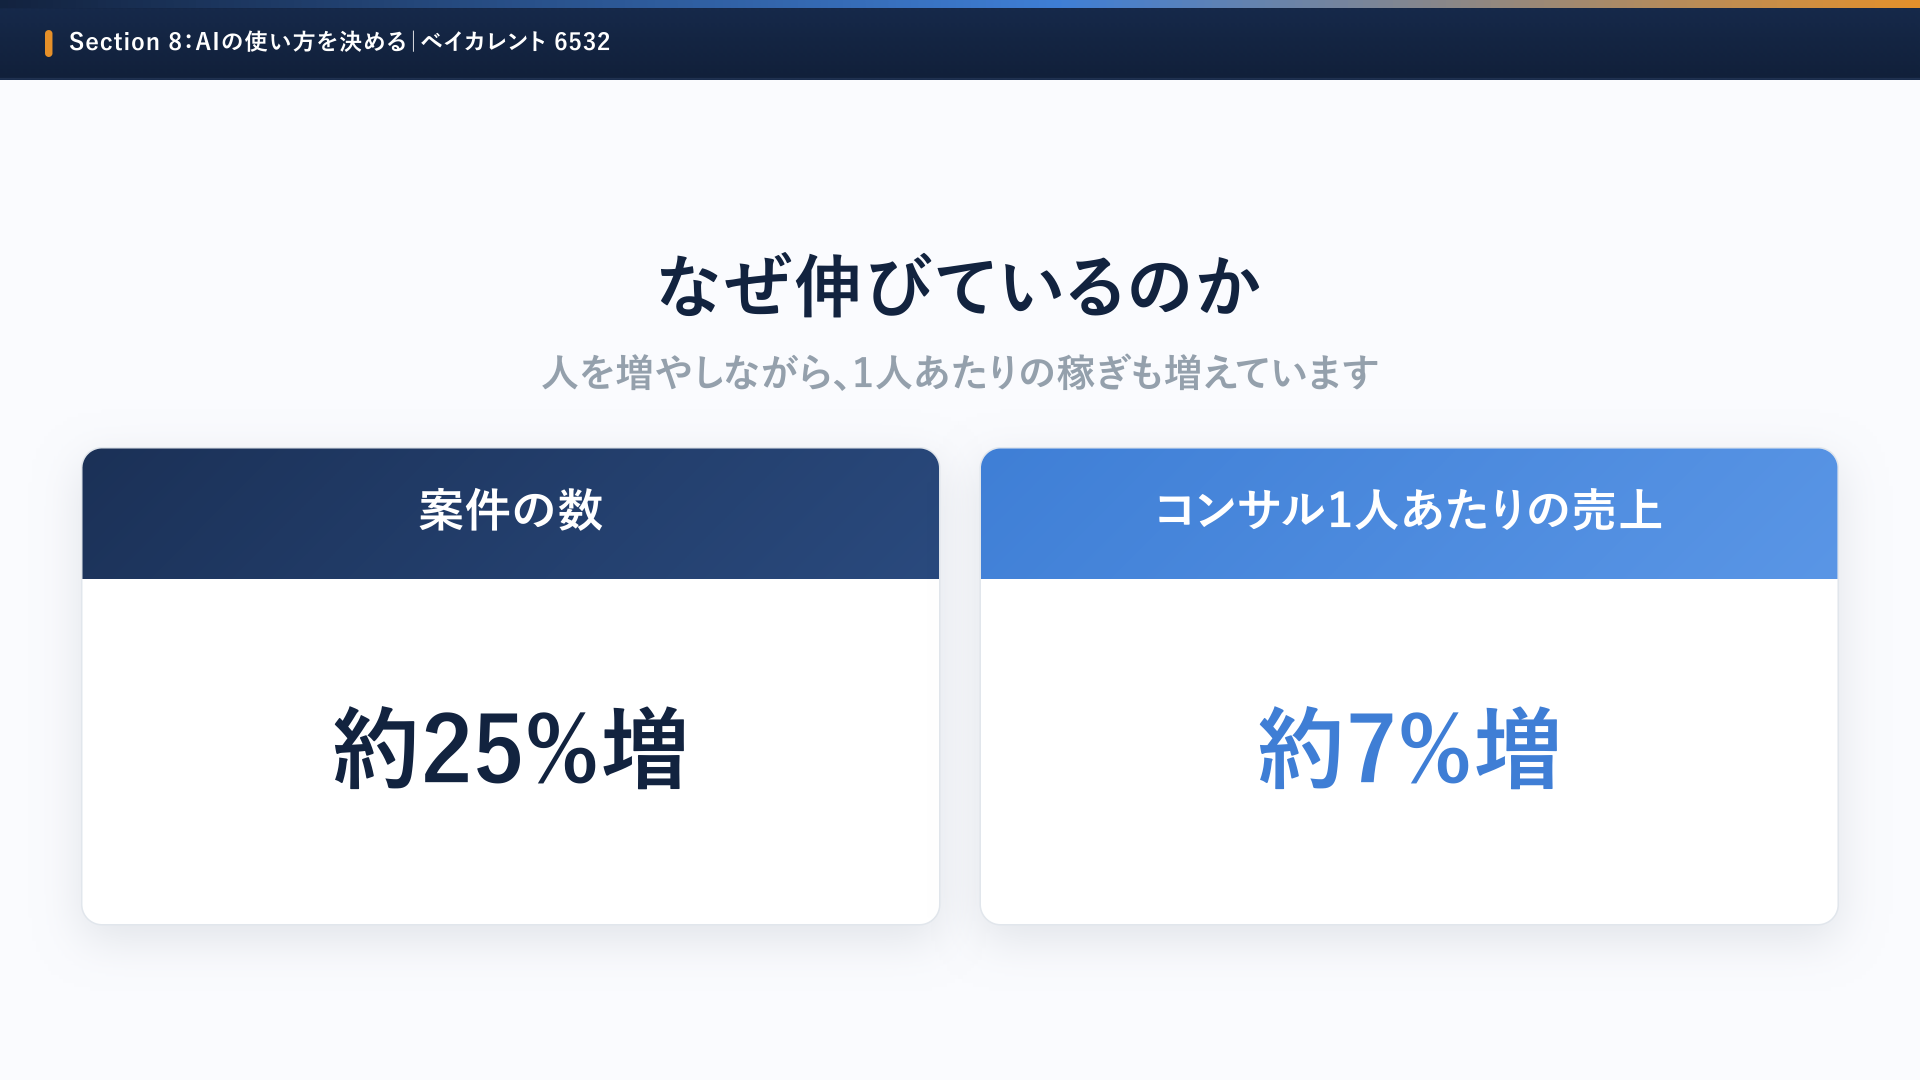 Section 8：AIの使い方を決める｜ベイカレント 6532
なぜ伸びているのか
人を増やしながら、1人あたりの稼ぎも増えています
案件の数
コンサル1人あたりの売上
約25%増
約7%増